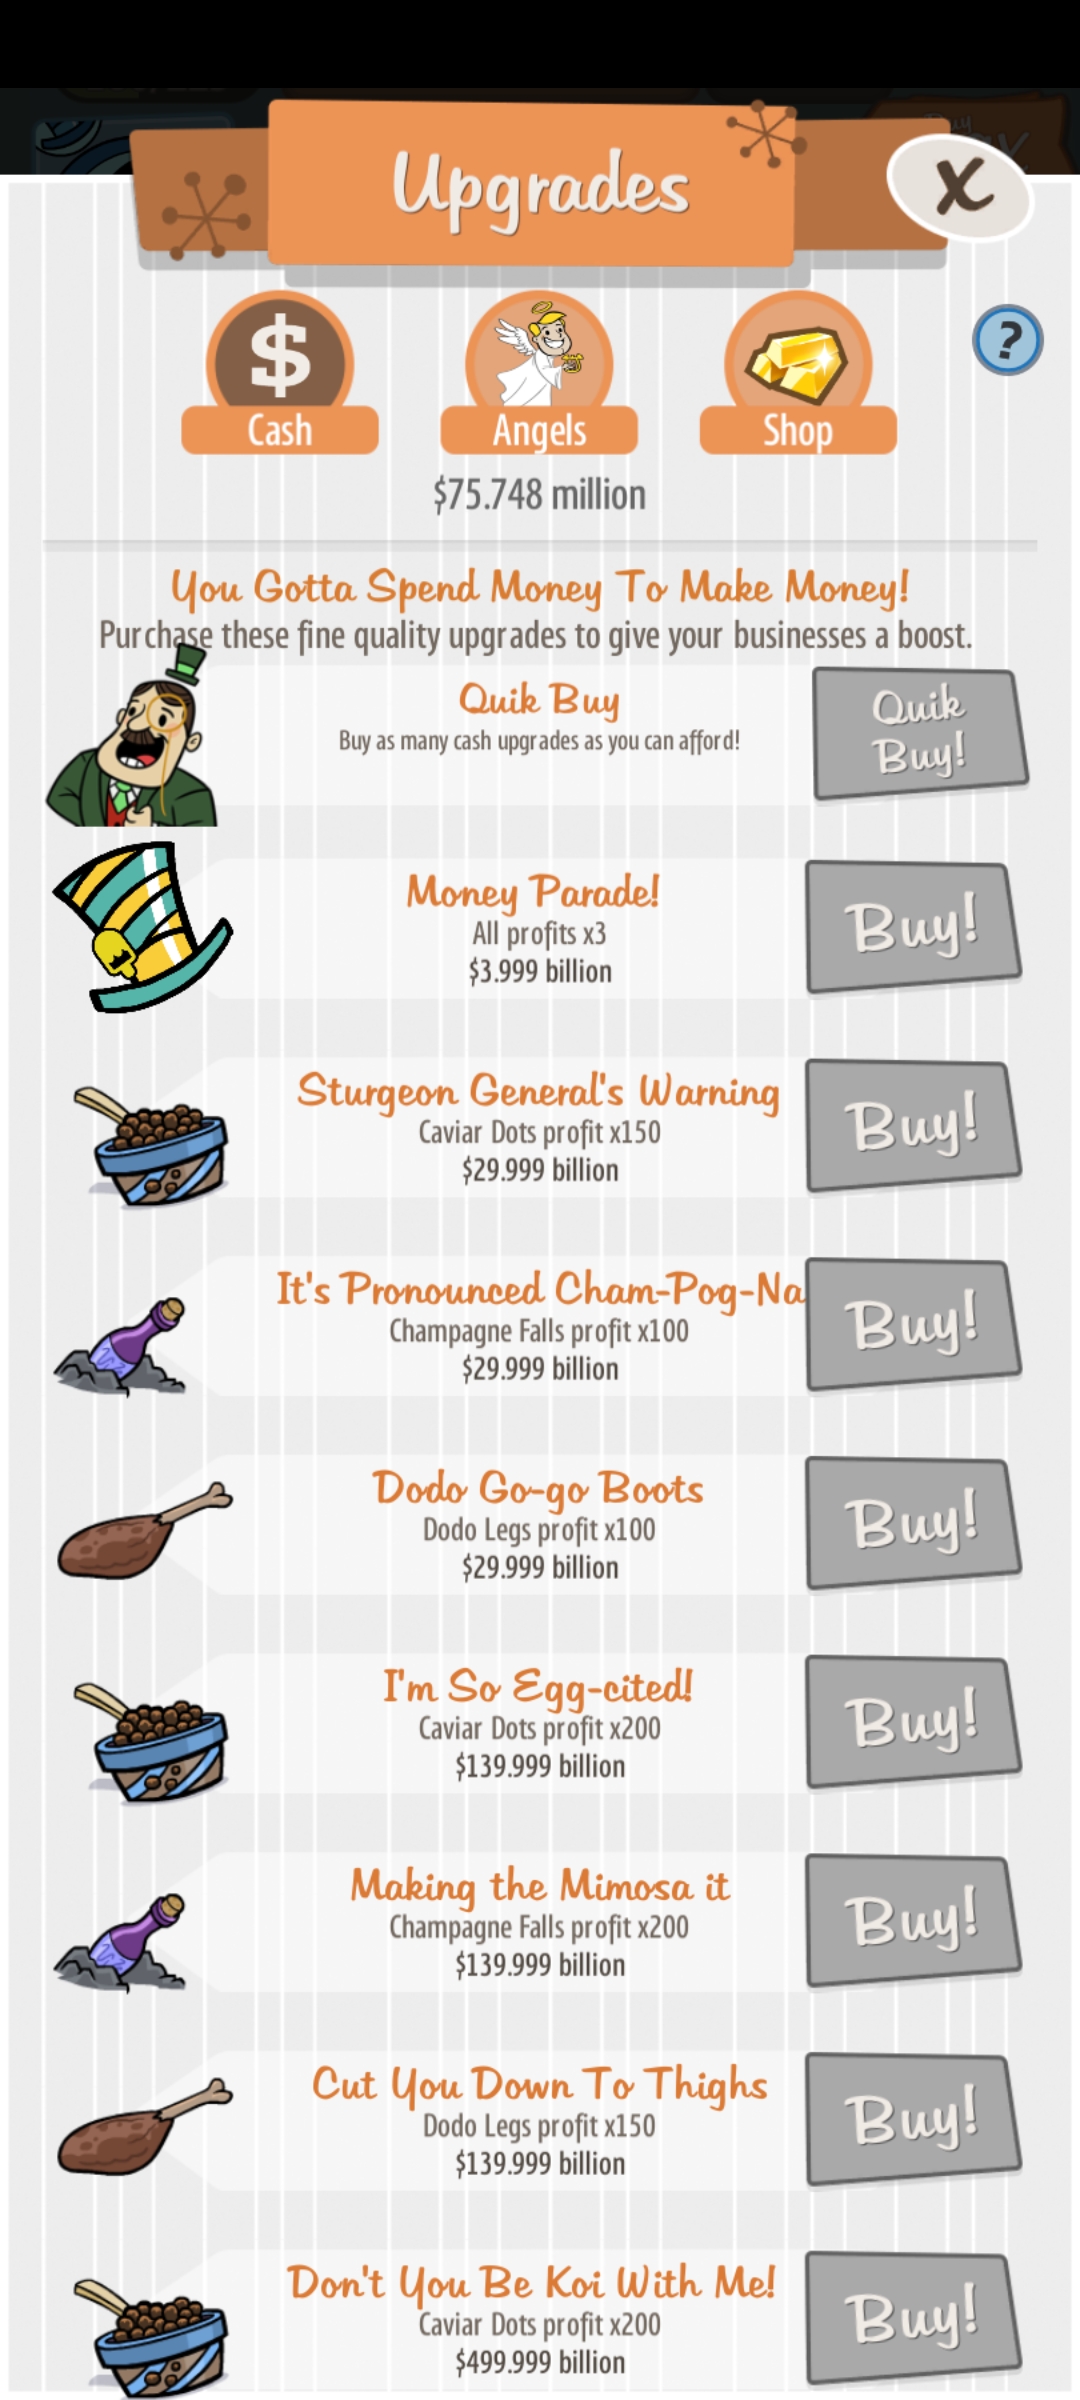 Upgrades
X
$
?
Cash
Angels
Shop
$75.748 million
You Gotta Spend Money To Make Money!
Purchase these fine quality upgrades to give your businesses a boost.
Quik Buy
Buy as many cash upgrades as you can afford!
Quik
Buy!
Money Parade!
All profits x3
$3.999 billion
Buy!
Sturgeon General's Warning
Caviar Dots profit x150
$29.999 billion
Buy!
It's Pronounced Cham-Pog-Na
Champagne Falls profit x100
$29.999 billion
Buy!
Dodo Go-go Boots
Dodo Legs profit x100
$29.999 billion
Buy!
I'm So Egg-cited!
Caviar Dots profit x200
$139.999 billion
Buy!
Making the Mimosa it
Champagne Falls profit x200
$139.999 billion
Buy!
Cut You Down To Thighs
Dodo Legs profit x150
$139.999 billion
Buy!
Don't You Be Koi With Me!
Caviar Dots profit x200
$499.999 billion
Buy!